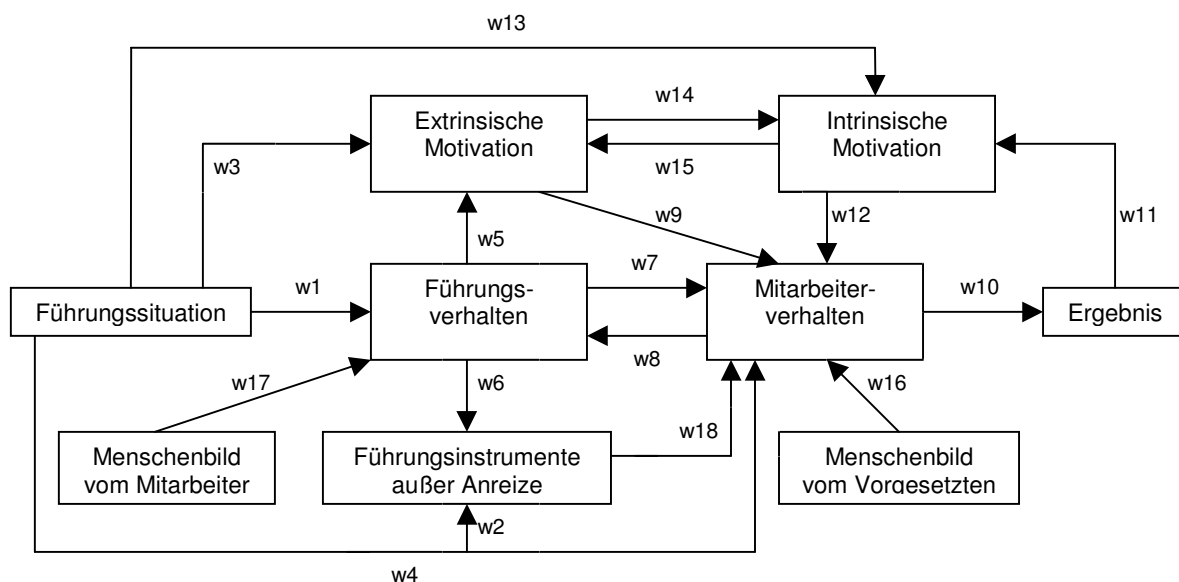 w13
Extrinsische
Motivation
w14
Intrinsische
Motivation
w3
w15
w9
w12
w11
w5
w7
w1
Führungs-
verhalten
Mitarbeiter-
verhalten
w10
Führungssituation
Ergebnis
w8
w17
w6
w16
w18
Menschenbild
vom Mitarbeiter
Führungsinstrumente
außer Anreize
Menschenbild
vom Vorgesetzten
w2
w4